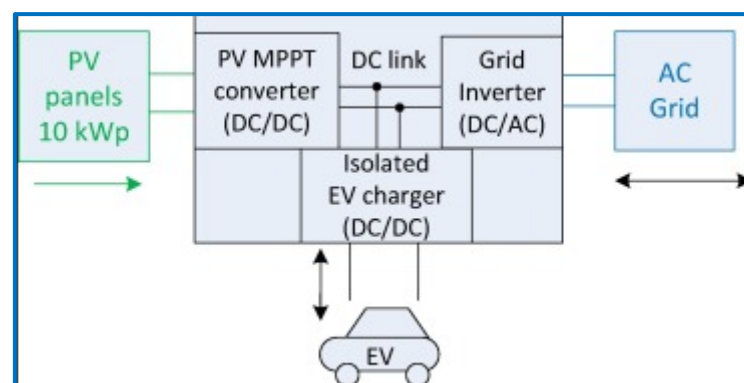 PV
panels
10 kWp
PV MPPT
converter
(DC/DC)
DC link
Grid
Inverter
(DC/AC)
AC
Grid
Isolated
EV charger
(DC/DC)
EV